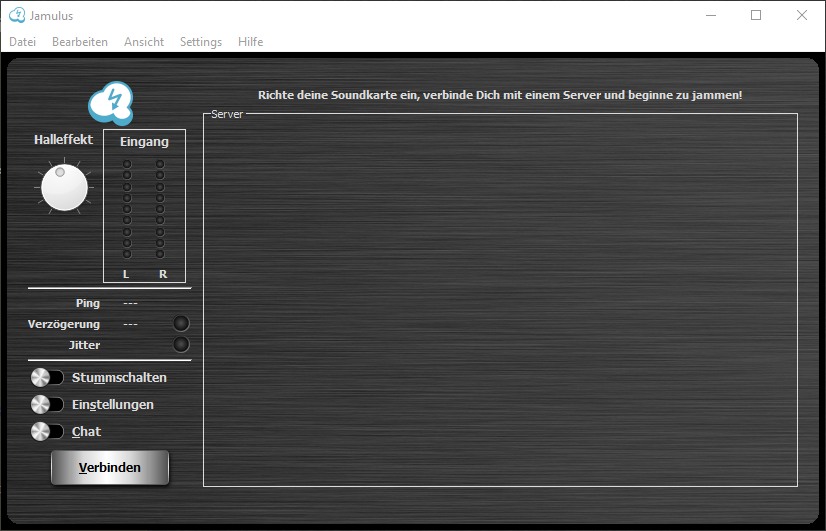 Jamulus
Datei Bearbeiten Ansicht Settings Hilfe
Richte deine Soundkarte ein, verbinde Dich mit einem Server und beginne zu jammen!
Server
Halleffekt
Eingang
L R
Ping ---
Verzögerung ---
Jitter
Stummschalten
Einstellungen
Chat
Verbinden